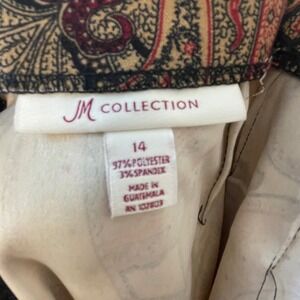 JM COLLECTION
14
97% POLYESTER
3% SPANDEX
MADE IN
GUATEMALA
RN 107803